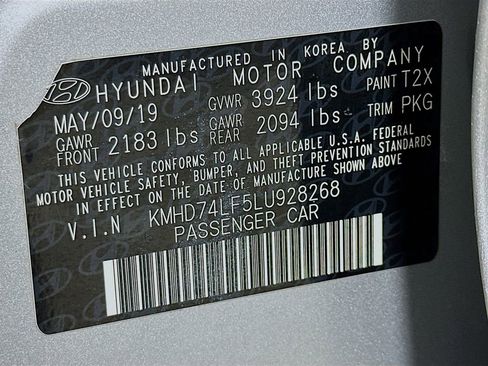 MANUFACTURED IN KOREA BY
HYUNDAI MOTOR COMPANY
MAY/09/19 GVWR 3924 lbs PAINT T2X
GAWR FRONT 2183 lbs GAWR REAR 2094 lbs TRIM PKG
THIS VEHICLE CONFORMS TO ALL APPLICABLE U.S.A. FEDERAL
MOTOR VEHICLE SAFETY, BUMPER, AND THEFT PREVENTION STANDARDS
IN EFFECT ON THE DATE OF MANUFACTURE SHOWN ABOVE.
V.I.N KMHD74LF5LU928268
PASSENGER CAR